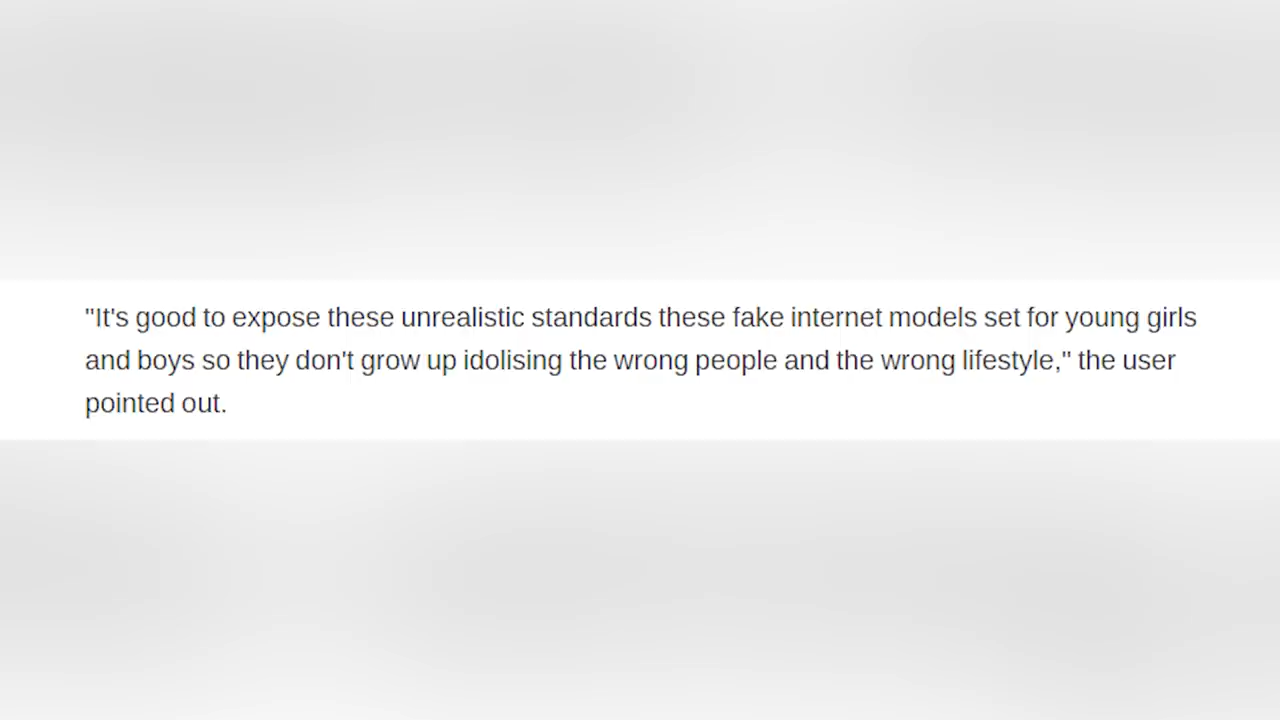 "It's good to expose these unrealistic standards these fake internet models set for young girls
and boys so they don't grow up idolising the wrong people and the wrong lifestyle," the user
pointed out.